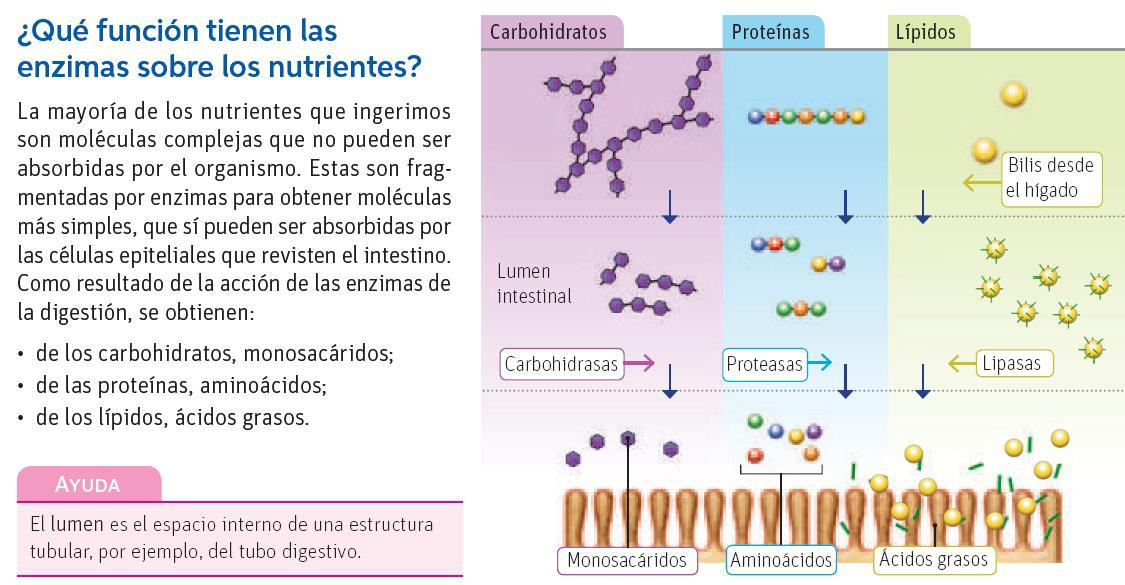 ¿Qué función tienen las
enzimas sobre los nutrientes?
La mayoría de los nutrientes que ingerimos
son moléculas complejas que no pueden ser
absorbidas por el organismo. Estas son frag-
mentadas por enzimas para obtener moléculas
más simples, que sí pueden ser absorbidas por
las células epiteliales que revisten el intestino.
Como resultado de la acción de las enzimas de
la digestión, se obtienen:
• de los carbohidratos, monosacáridos;
• de las proteínas, aminoácidos;
• de los lípidos, ácidos grasos.
AYUDA
El lumen es el espacio interno de una estructura
tubular, por ejemplo, del tubo digestivo.
Carbohidratos
Proteínas
Lípidos
Bilis desde
el hígado
Lumen
intestinal
Carbohidrasas
Proteasas
Lipasas
Monosacáridos
Aminoácidos
Ácidos grasos